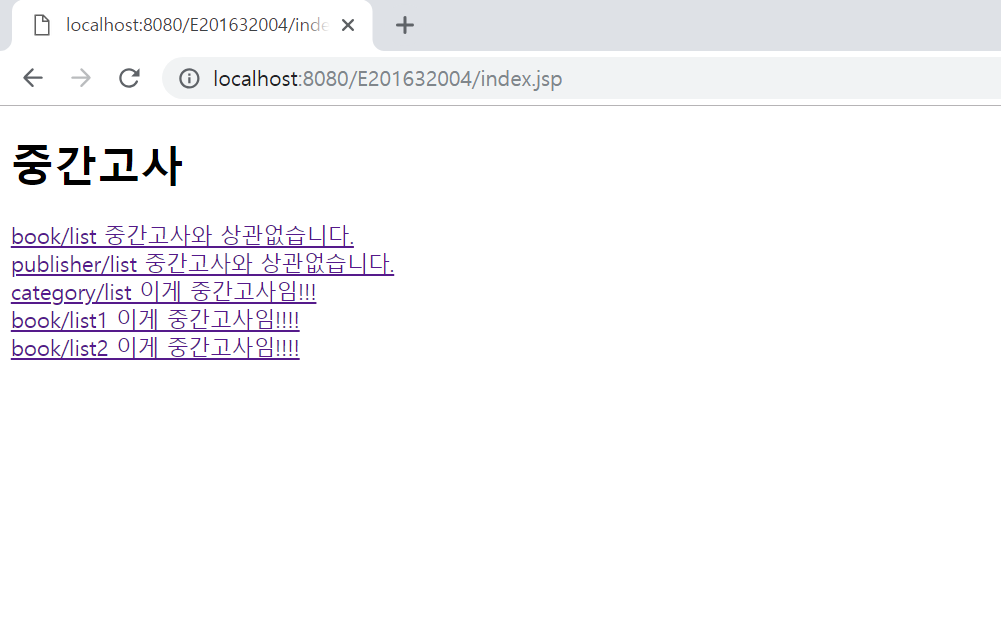 localhost:8080/E201632004/inde
localhost:8080/E201632004/index.jsp
중간고사
book/list 중간고사와 상관없습니다.
publisher/list 중간고사와 상관없습니다.
category/list 이게 중간고사임!!!
book/list1 이게 중간고사임!!!!
book/list2 이게 중간고사임!!!!